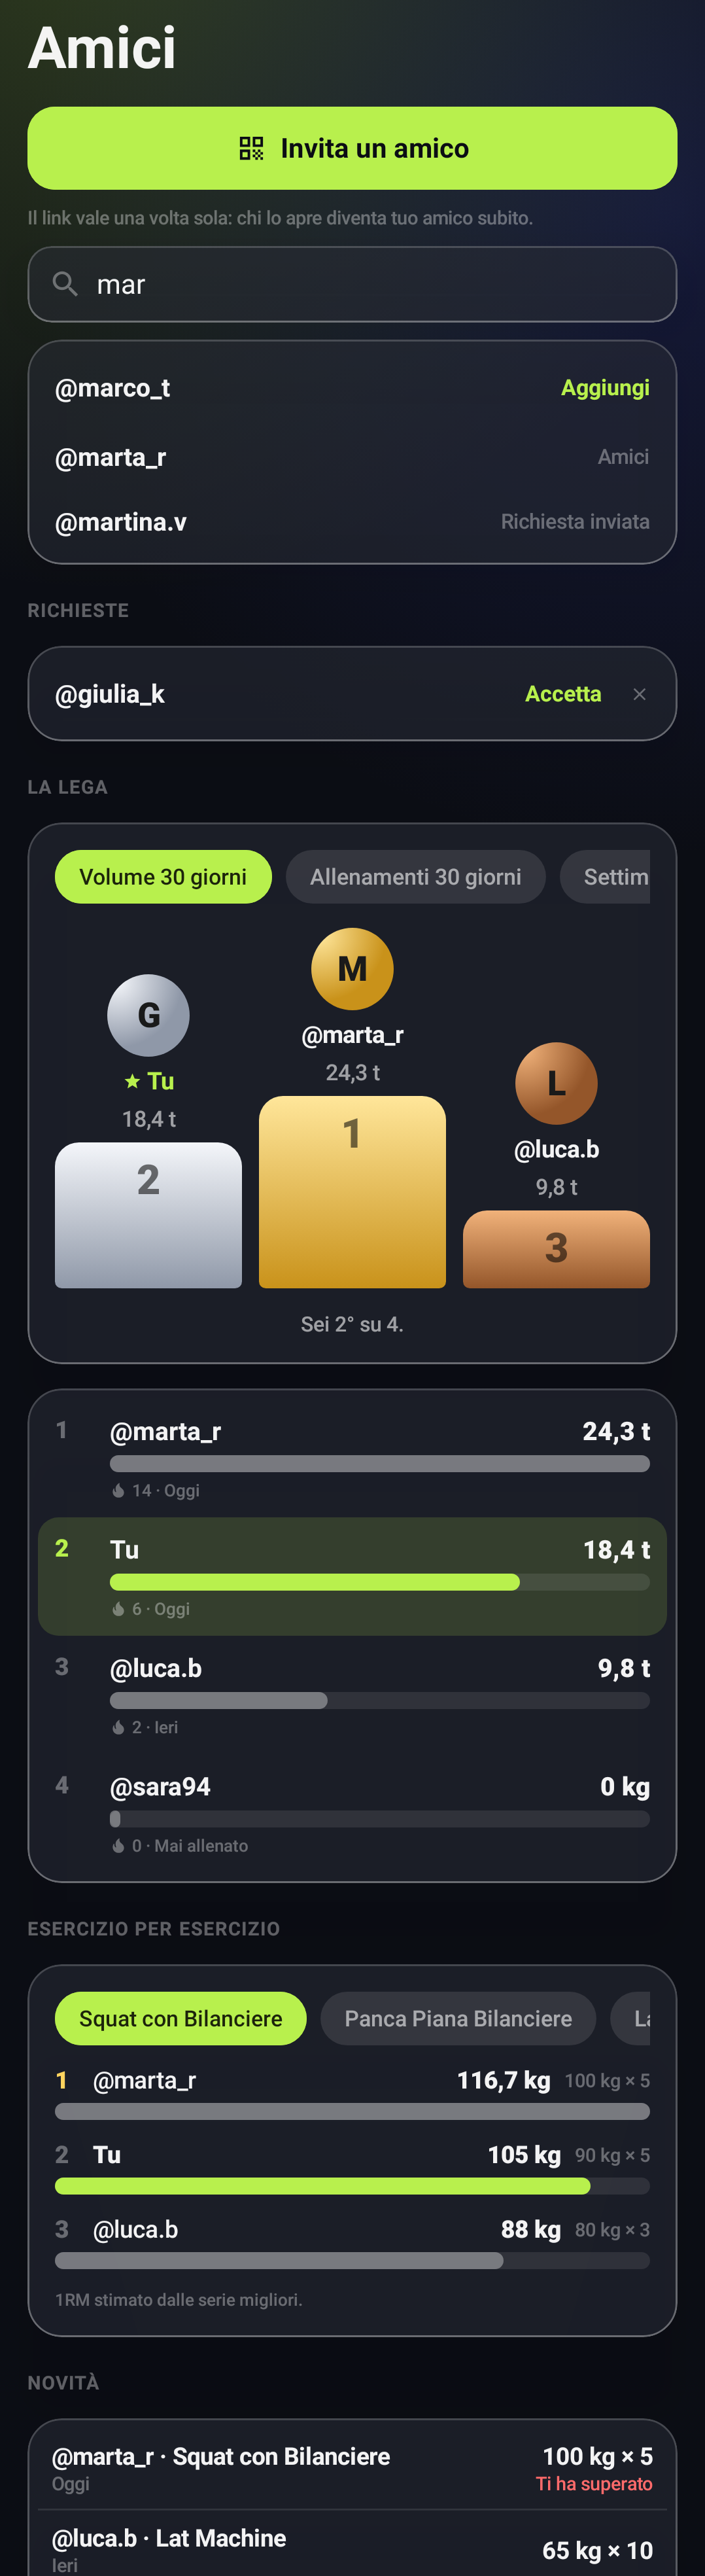 Amici
Invita un amico
Il link vale una volta sola: chi lo apre diventa tuo amico subito.
mar
@marco_t Aggiungi
@marta_r Amici
@martina.v Richiesta inviata
RICHIESTE
@giulia_k Accetta ×
LA LEGA
Volume 30 giorni Allenamenti 30 giorni Settim
M
G
@marta_r
24,3 t
L
★ Tu
18,4 t
@luca.b
9,8 t
1
2
3
Sei 2° su 4.
1 @marta_r 24,3 t
14 · Oggi
2 Tu 18,4 t
6 · Oggi
3 @luca.b 9,8 t
2 · Ieri
4 @sara94 0 kg
0 · Mai allenato
ESERCIZIO PER ESERCIZIO
Squat con Bilanciere Panca Piana Bilanciere La
1 @marta_r 116,7 kg 100 kg × 5
2 Tu 105 kg 90 kg × 5
3 @luca.b 88 kg 80 kg × 3
1RM stimato dalle serie migliori.
NOVITÀ
@marta_r · Squat con Bilanciere 100 kg × 5
Oggi Ti ha superato
@luca.b · Lat Machine 65 kg × 10
Ieri